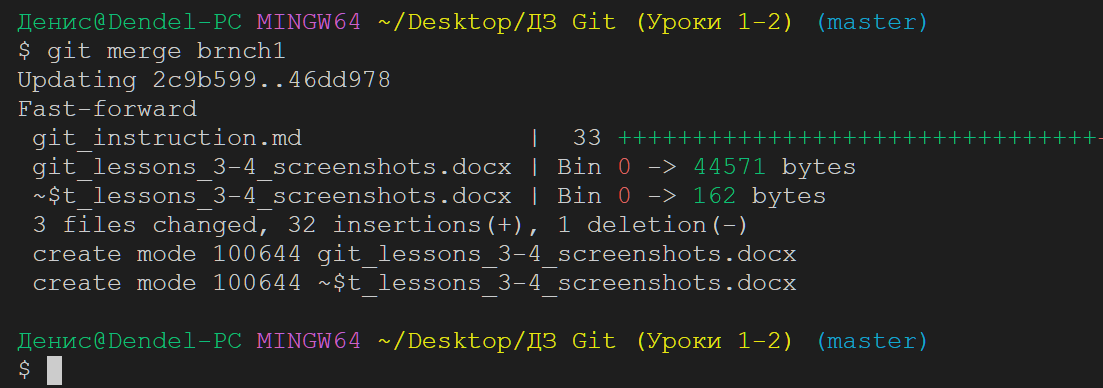 Денис@Dendel-PC MINGW64 ~/Desktop/ДЗ Git (Уроки 1-2) (master)
$ git merge brnch1
Updating 2c9b599..46dd978
Fast-forward
 git_instruction.md               |  33 ++++++++++++++++++++++++++++++++-
 git_lessons_3-4_screenshots.docx | Bin 0 -> 44571 bytes
 ~$t_lessons_3-4_screenshots.docx | Bin 0 -> 162 bytes
 3 files changed, 32 insertions(+), 1 deletion(-)
 create mode 100644 git_lessons_3-4_screenshots.docx
 create mode 100644 ~$t_lessons_3-4_screenshots.docx
Денис@Dendel-PC MINGW64 ~/Desktop/ДЗ Git (Уроки 1-2) (master)
$